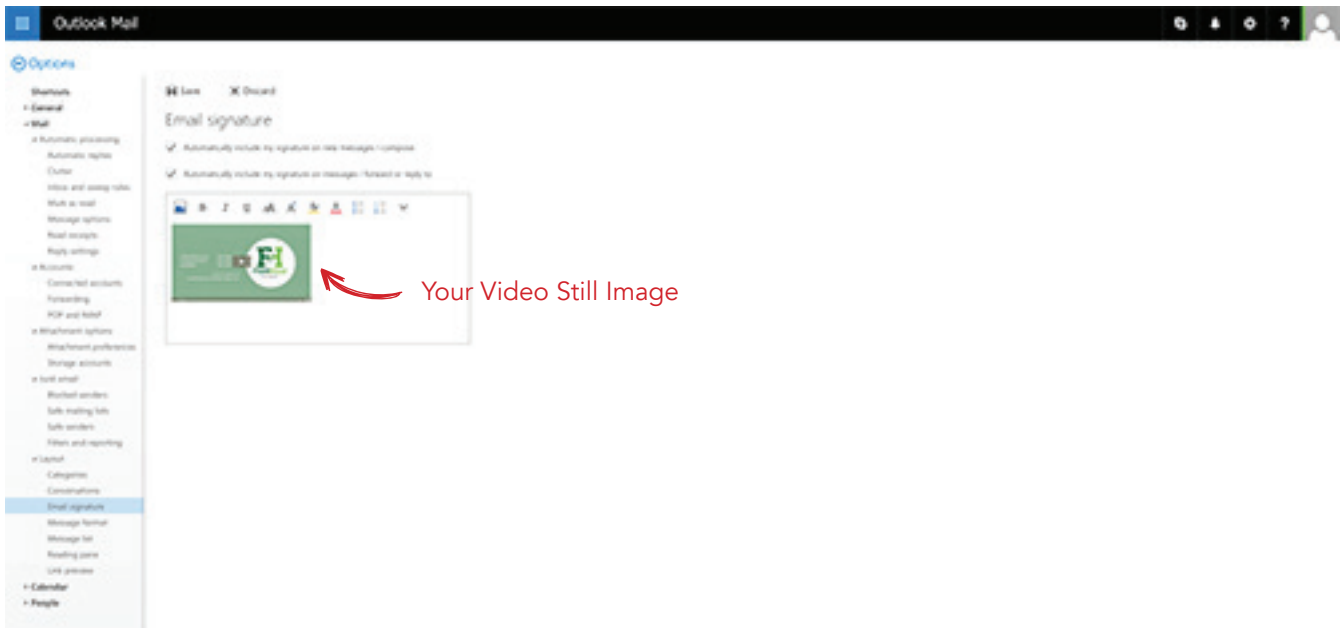 Outlook Mail
?
Options
Shortcuts
General
Mail
Automatic processing
Automatic replies
Clutter
Inbox and sweep rules
Mark as read
Message options
Read receipts
Reply settings
Accounts
Connected accounts
Forwarding
POP and IMAP
Attachment options
Attachment preferences
Storage accounts
Junk email
Blocked senders
Safe mailing lists
Safe senders
Filters and reporting
Layout
Categories
Conversations
Email signature
Message format
Message list
Reading pane
Link preview
Calendar
People
Save Discard
Email signature
Automatically include my signature on new messages I compose
Automatically include my signature on messages I forward or reply to
B I U
FH
Your Video Still Image